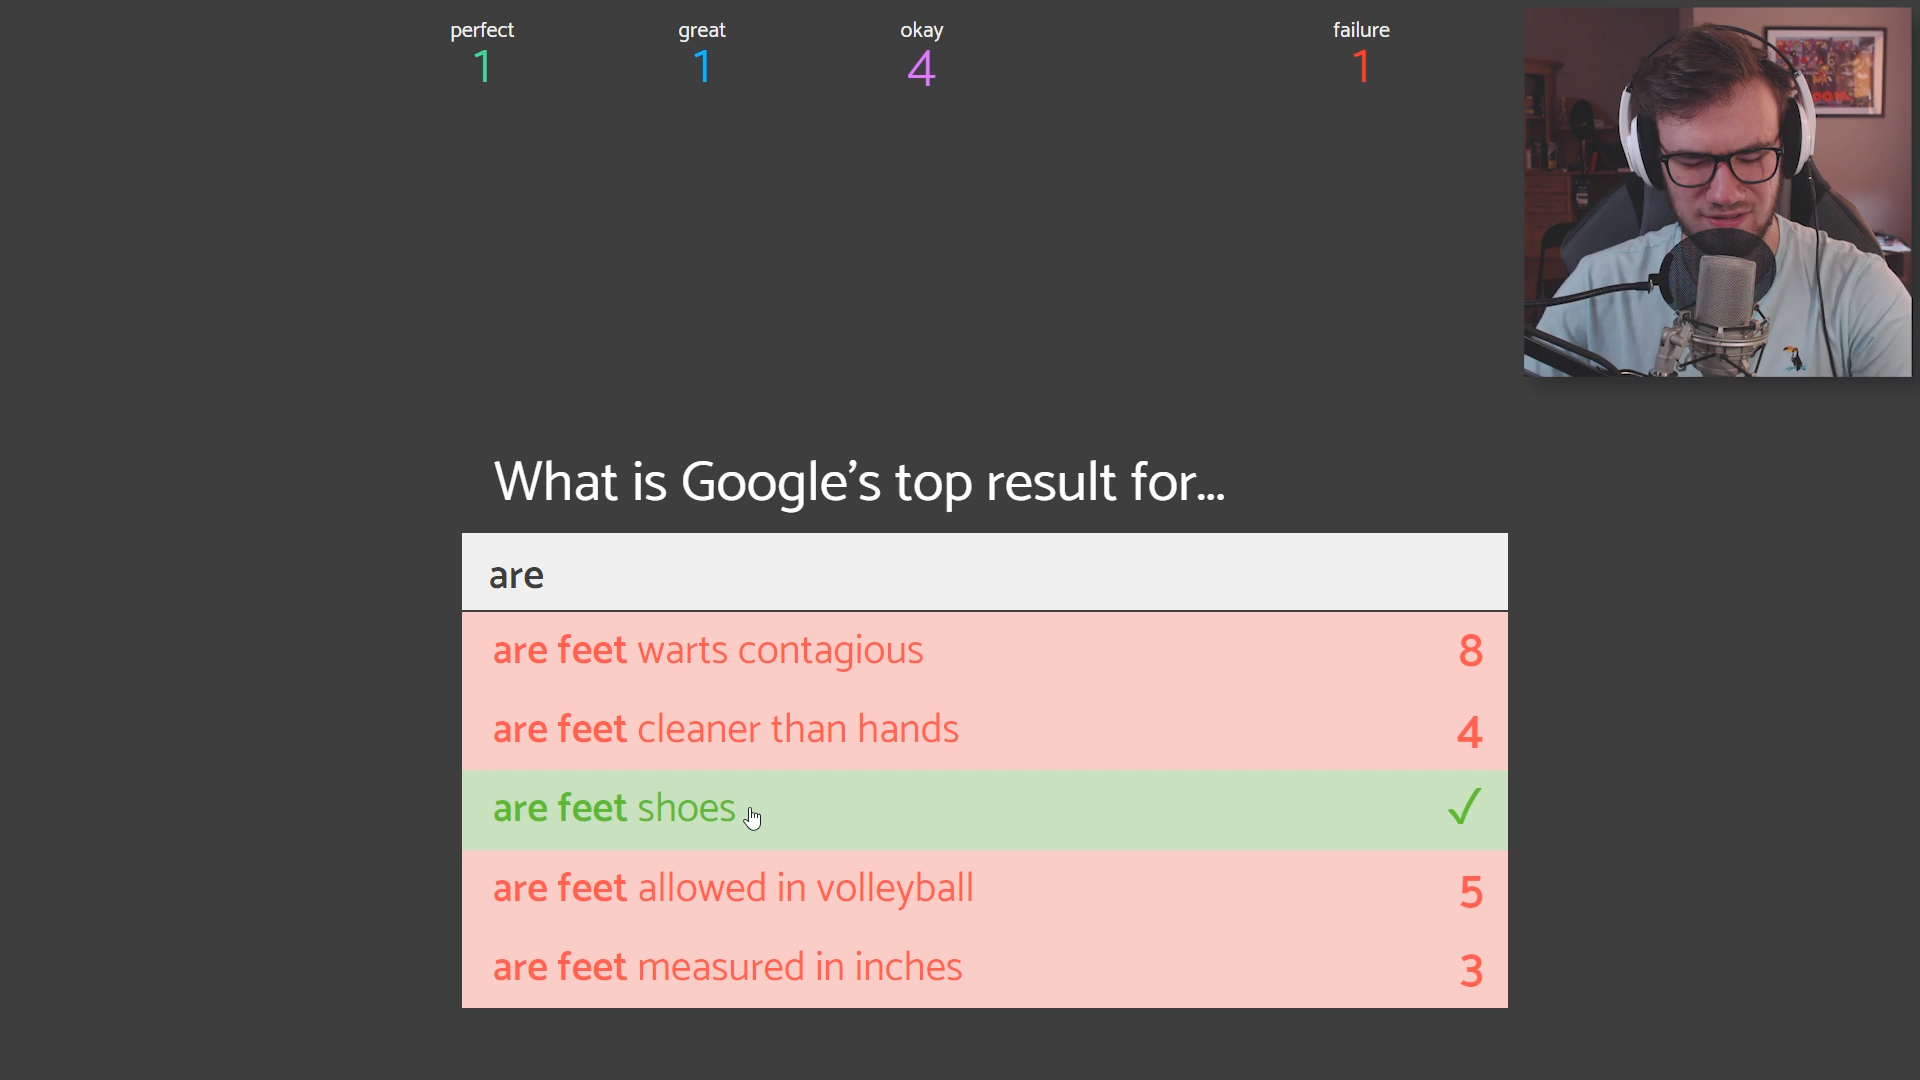 perfect great okay failure
1 1 4 1
What is Google's top result for...
are
are feet warts contagious 8
are feet cleaner than hands 4
are feet shoes ✓
are feet allowed in volleyball 5
are feet measured in inches 3